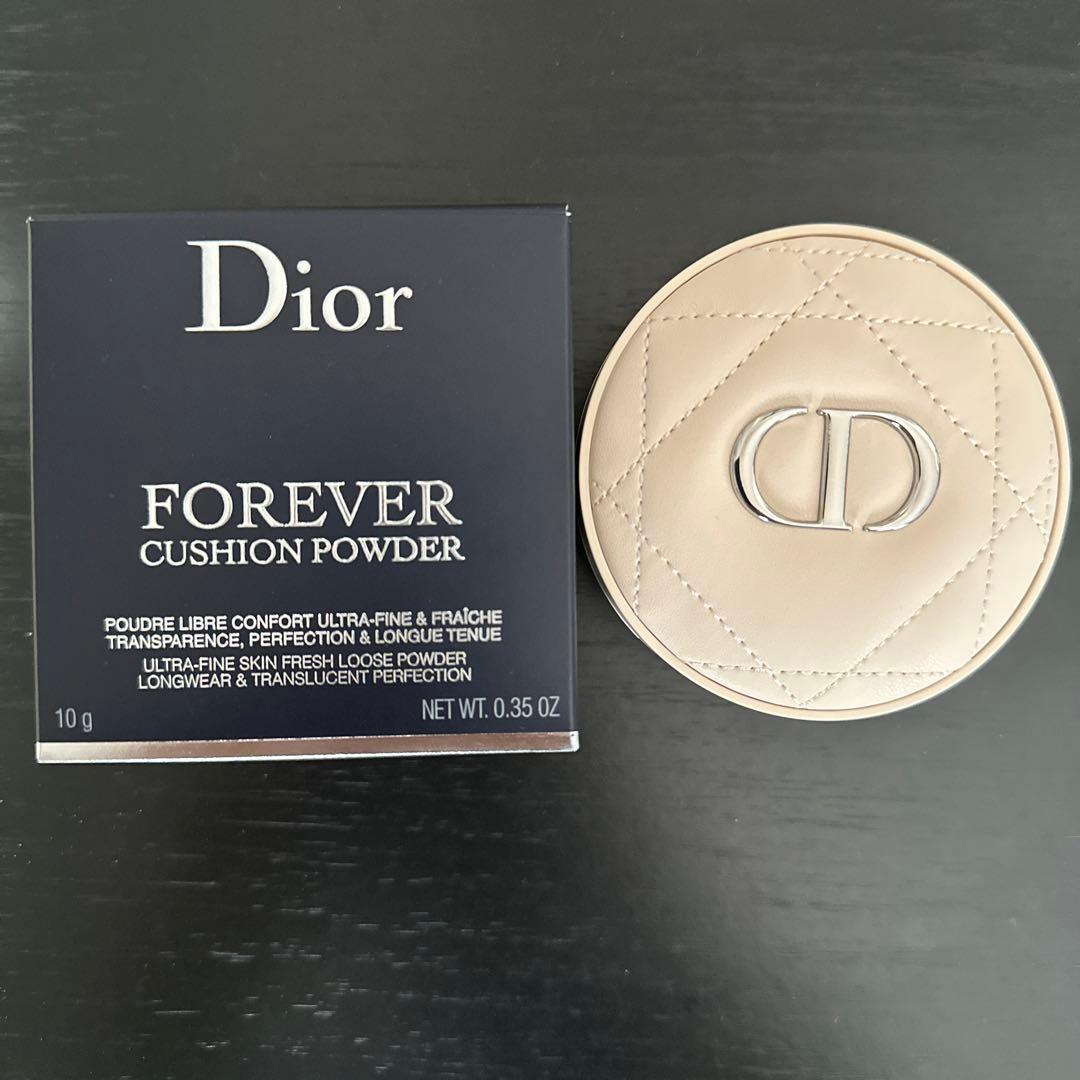 Dior
FOREVER
CUSHION POWDER
POUDRE LIBRE CONFORT ULTRA-FINE & FRAÎCHE
TRANSPARENCE, PERFECTION & LONGUE TENUE
ULTRA-FINE SKIN FRESH LOOSE POWDER
LONGWEAR & TRANSLUCENT PERFECTION
10 g
NET WT. 0.35 OZ
CD